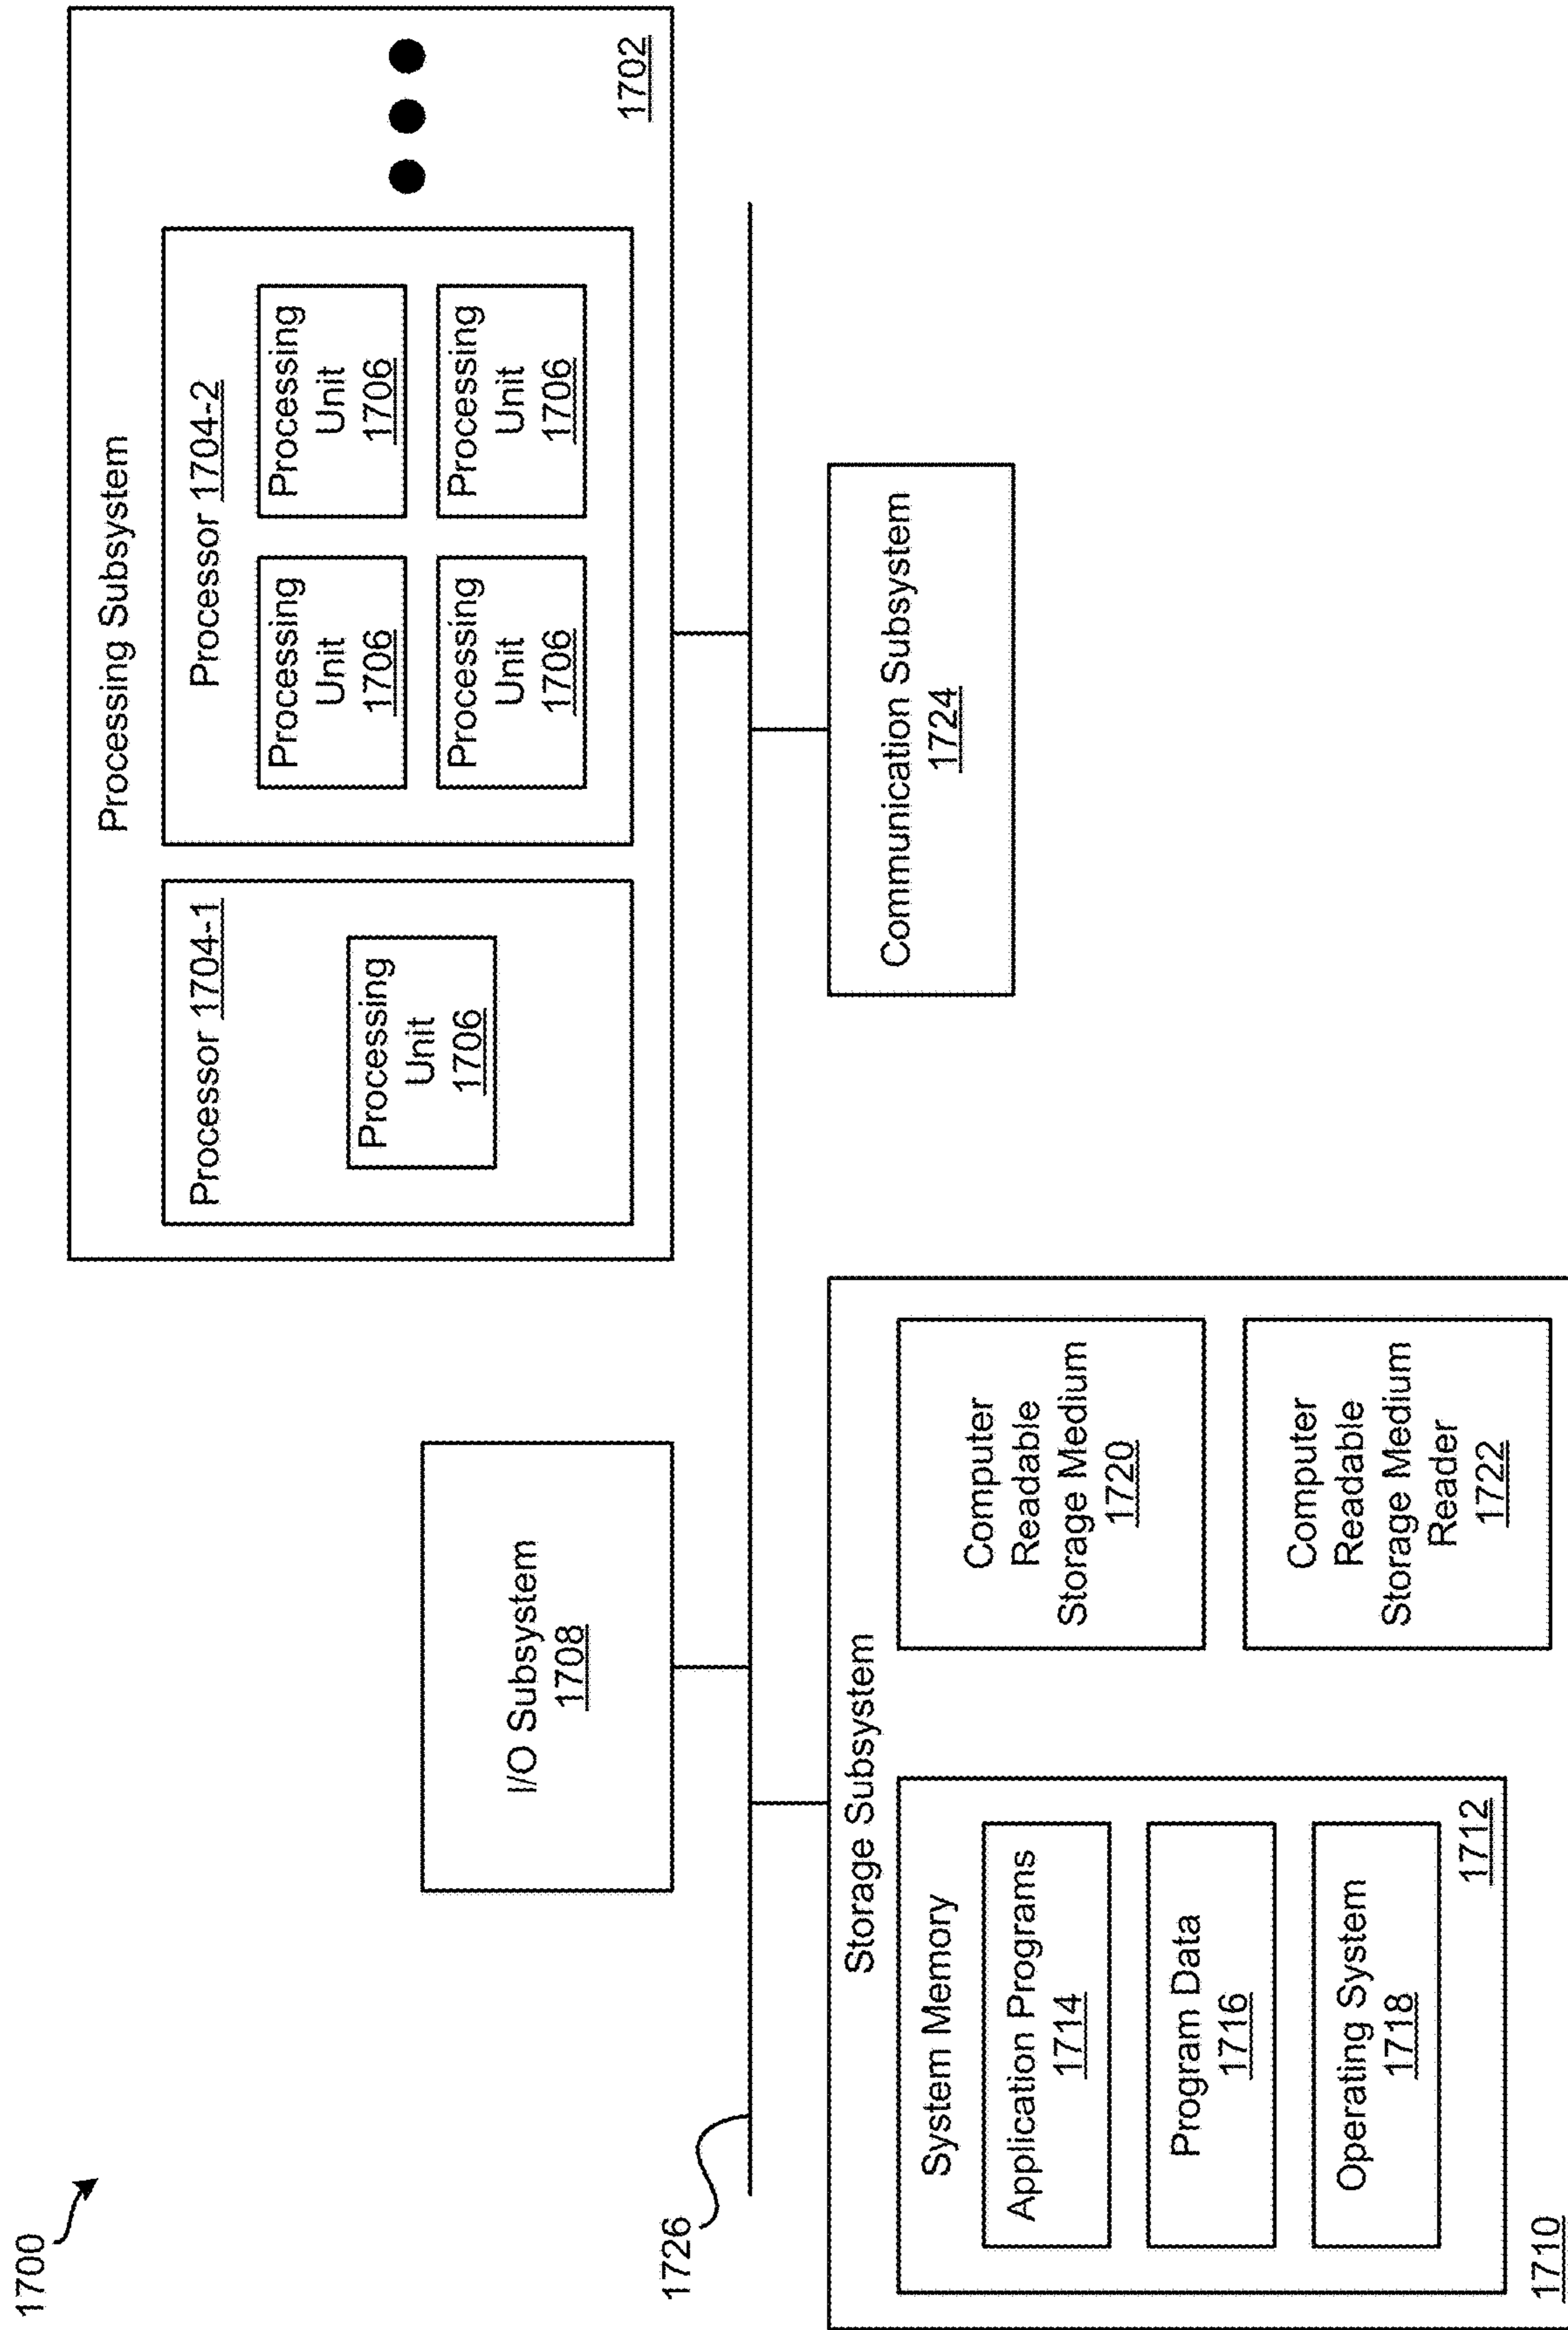 1700
Processing Subsystem
Processor 1704-1
Processing
Unit
1706
Processor 1704-2
Processing
Unit
1706
Processing
Unit
1706
Processing
Unit
1706
Processing
Unit
1706
1702
I/O Subsystem
1708
1726
Storage Subsystem
System Memory
Application Programs
1714
Program Data
1716
Operating System
1718
1712
Computer
Readable
Storage Medium
1720
Computer
Readable
Storage Medium
Reader
1722
1710
Communication Subsystem
1724